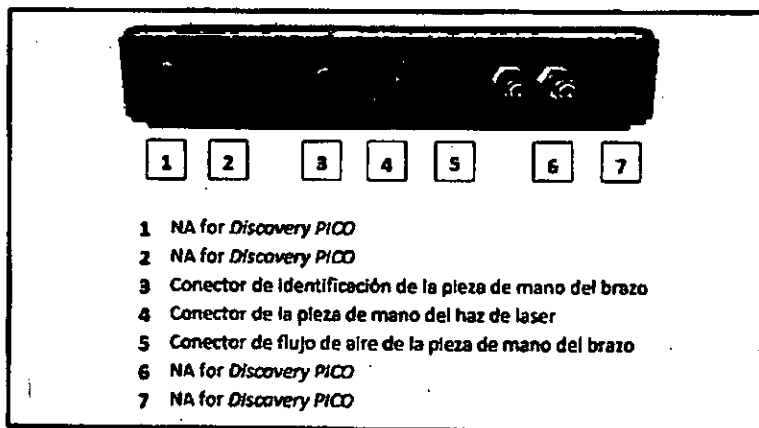 1 2 3 4 5 6 7
1 NA for Discovery PICO
2 NA for Discovery PICO
3 Conector de identificación de la pieza de mano del brazo
4 Conector de la pieza de mano del haz de laser
5 Conector de flujo de aire de la pieza de mano del brazo
6 NA for Discovery PICO
7 NA for Discovery PICO